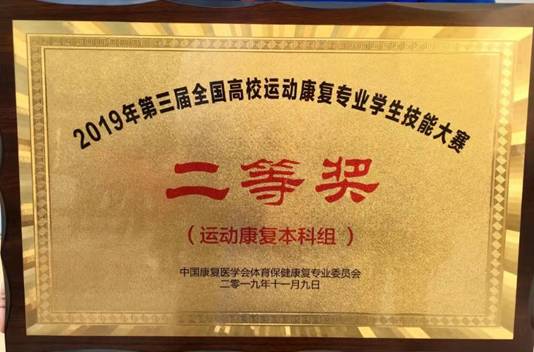 2019年第三届全国高校运动康复专业学生技能大赛
二等奖
（运动康复本科组 ）
中国康复医学会体育保健康复专业委员会
二零一九年十一月九日